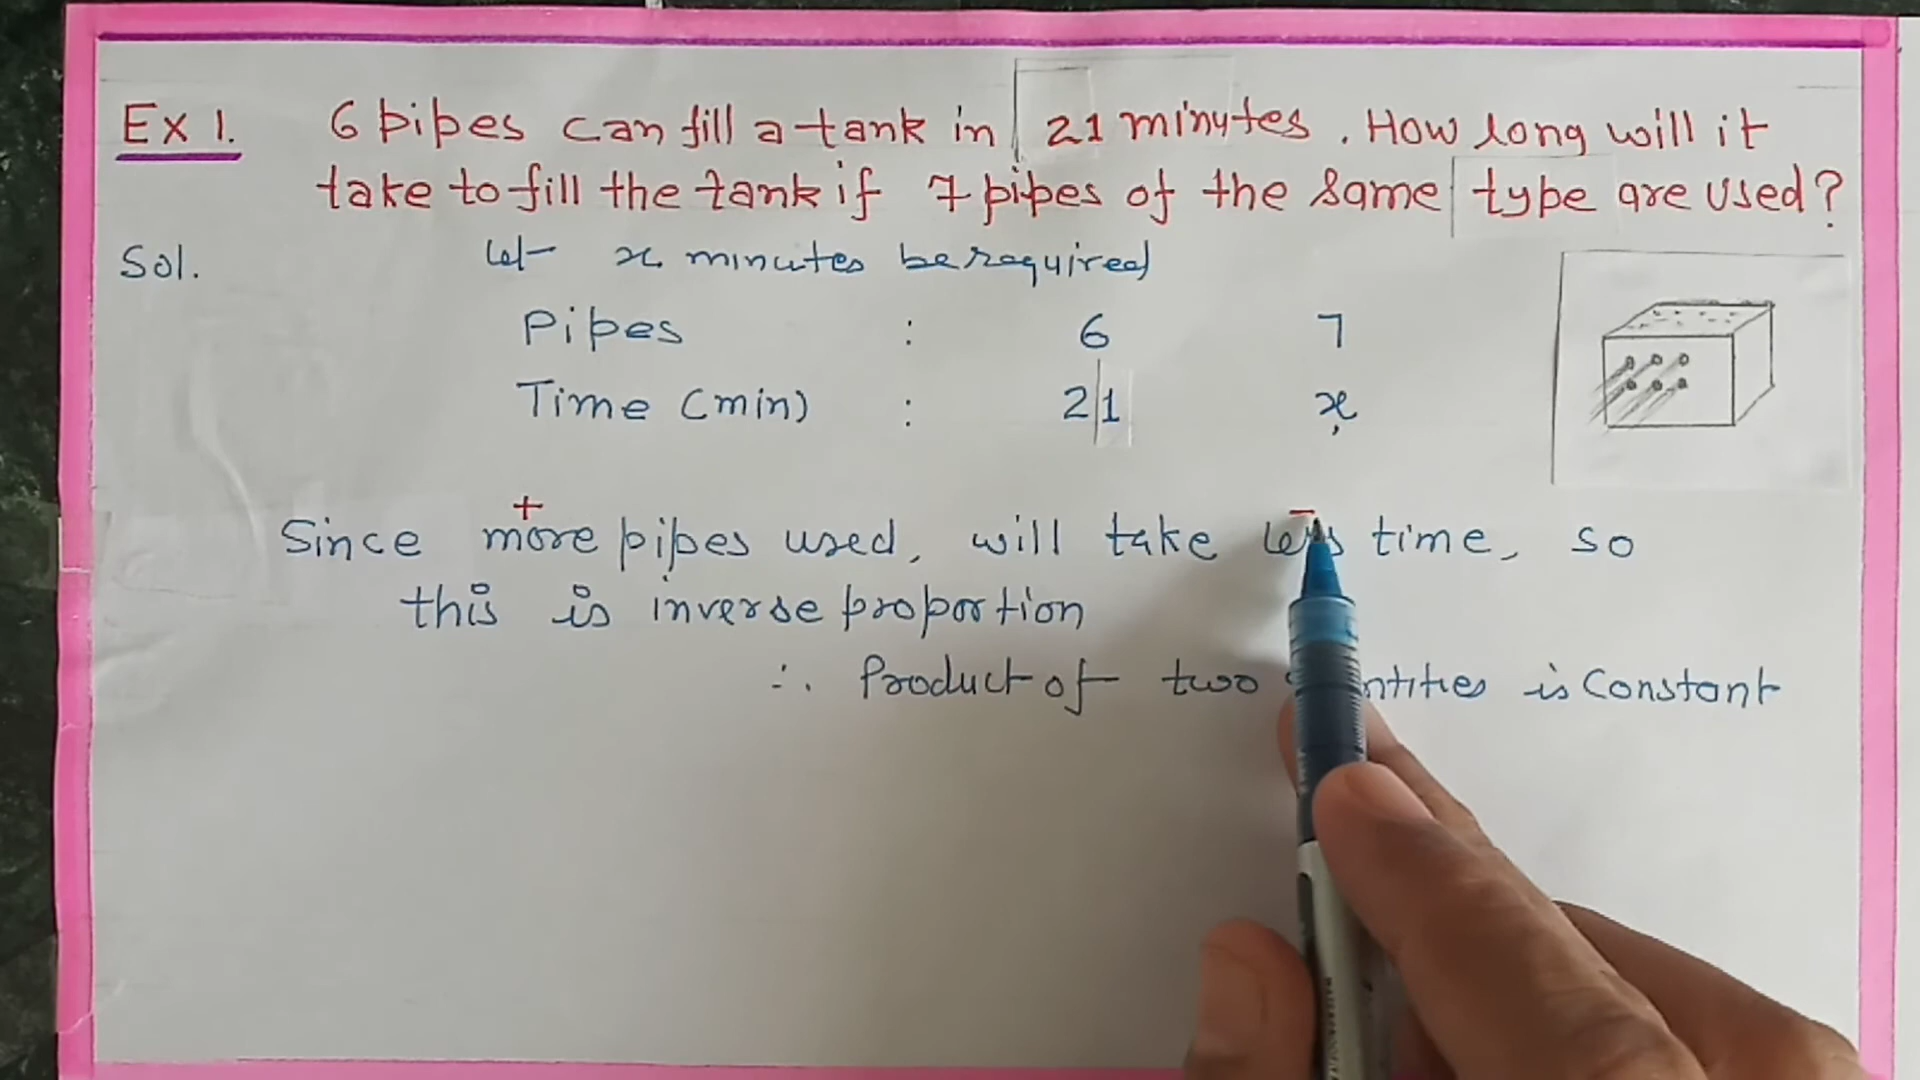 Ex 1. 6 pipes can fill a tank in 21 minutes. How long will it
take to fill the tank if 7 pipes of the same type are used?
Sol. Let x minutes be required
Pipes : 6 7
Time (min) : 21 x
+ −
Since more pipes used, will take less time, so
this is inverse proportion
∴ Product of two is constant